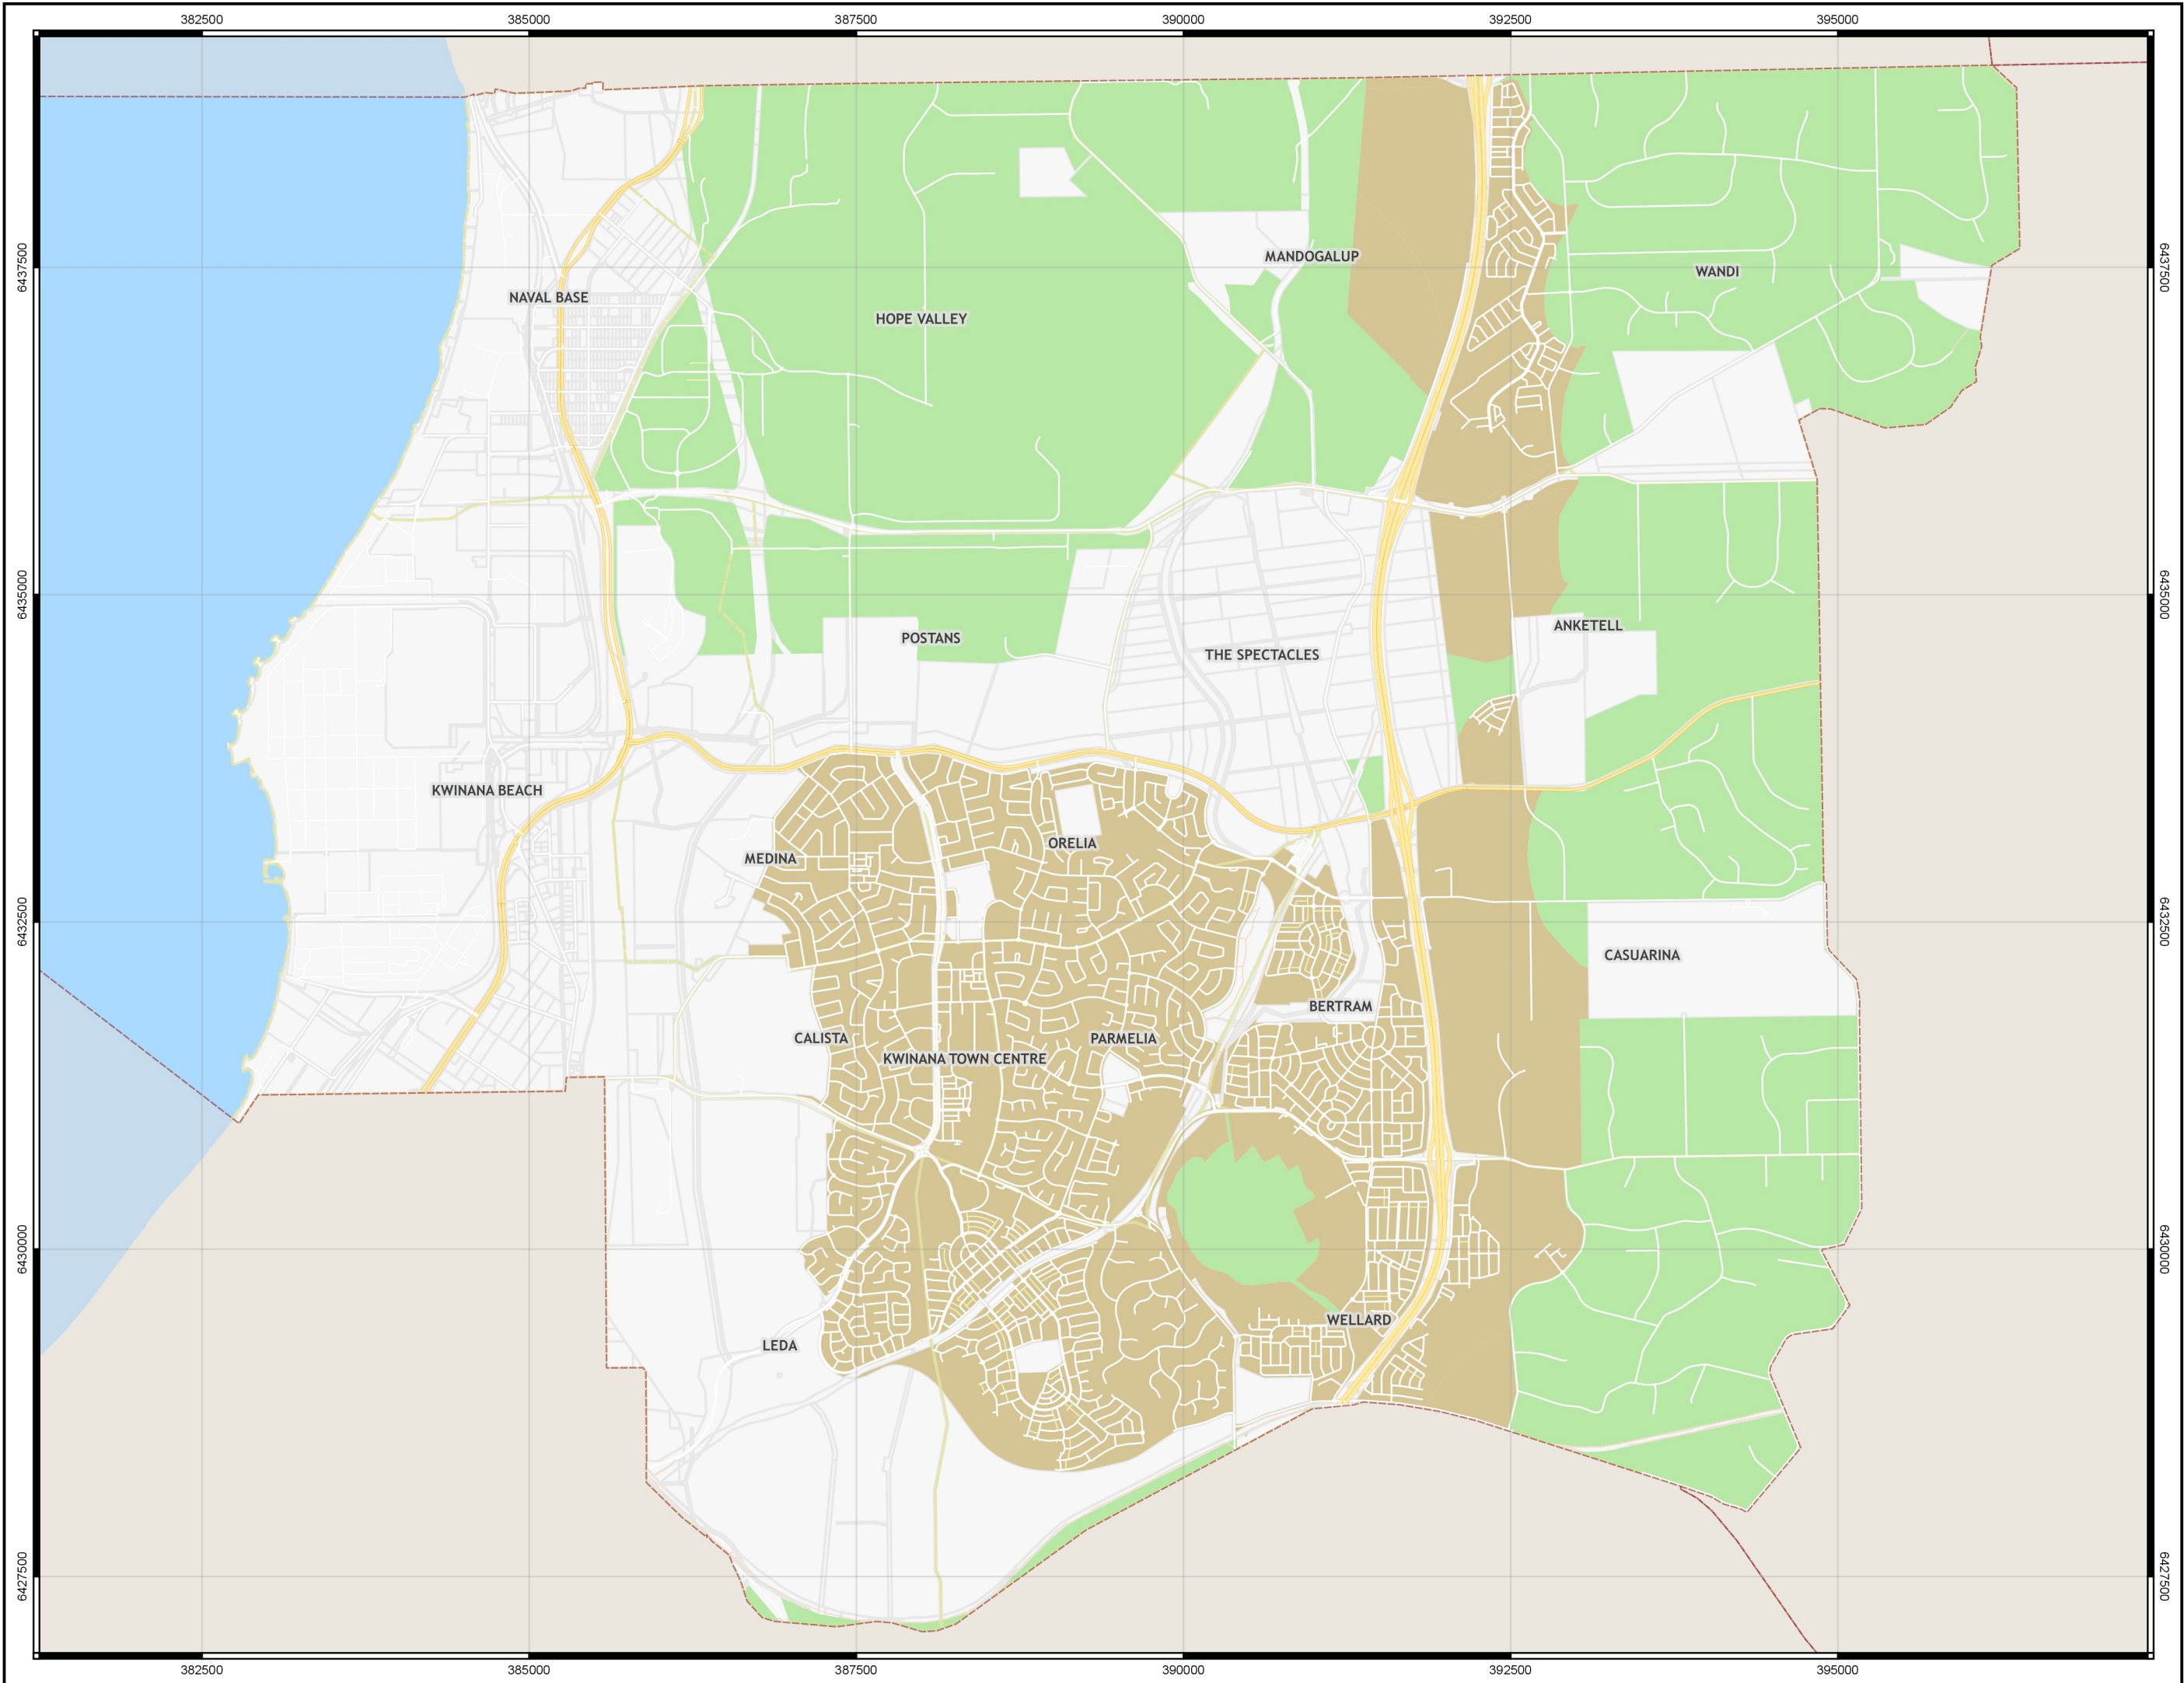 382500 385000 387500 390000 392500 395000
6437500
6437500
MANDOGALUP
WANDI
NAVAL BASE
HOPE VALLEY
6435000
6435000
ANKETELL
POSTANS
THE SPECTACLES
KWINANA BEACH
ORELIA
MEDINA
6432500
6432500
CASUARINA
BERTRAM
CALISTA
PARMELIA
KWINANA TOWN CENTRE
6430000
6430000
WELLARD
LEDA
6427500
6427500
382500 385000 387500 390000 392500 395000